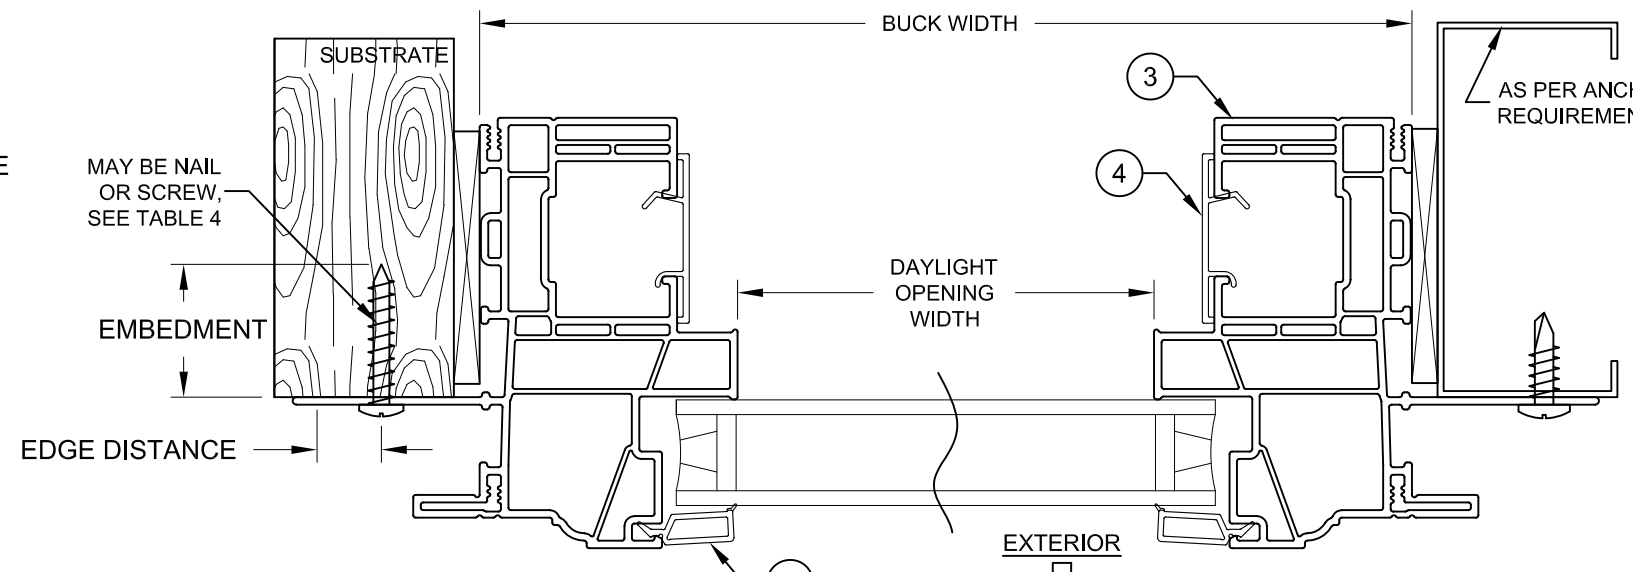 BUCK WIDTH
SUBSTRATE
3
AS PER
REQUIREMEN
E
MAY BE NAIL
OR SCREW,
SEE TABLE 4
4
DAYLIGHT
OPENING
WIDTH
EMBEDMENT
EDGE DISTANCE
EXTERIOR